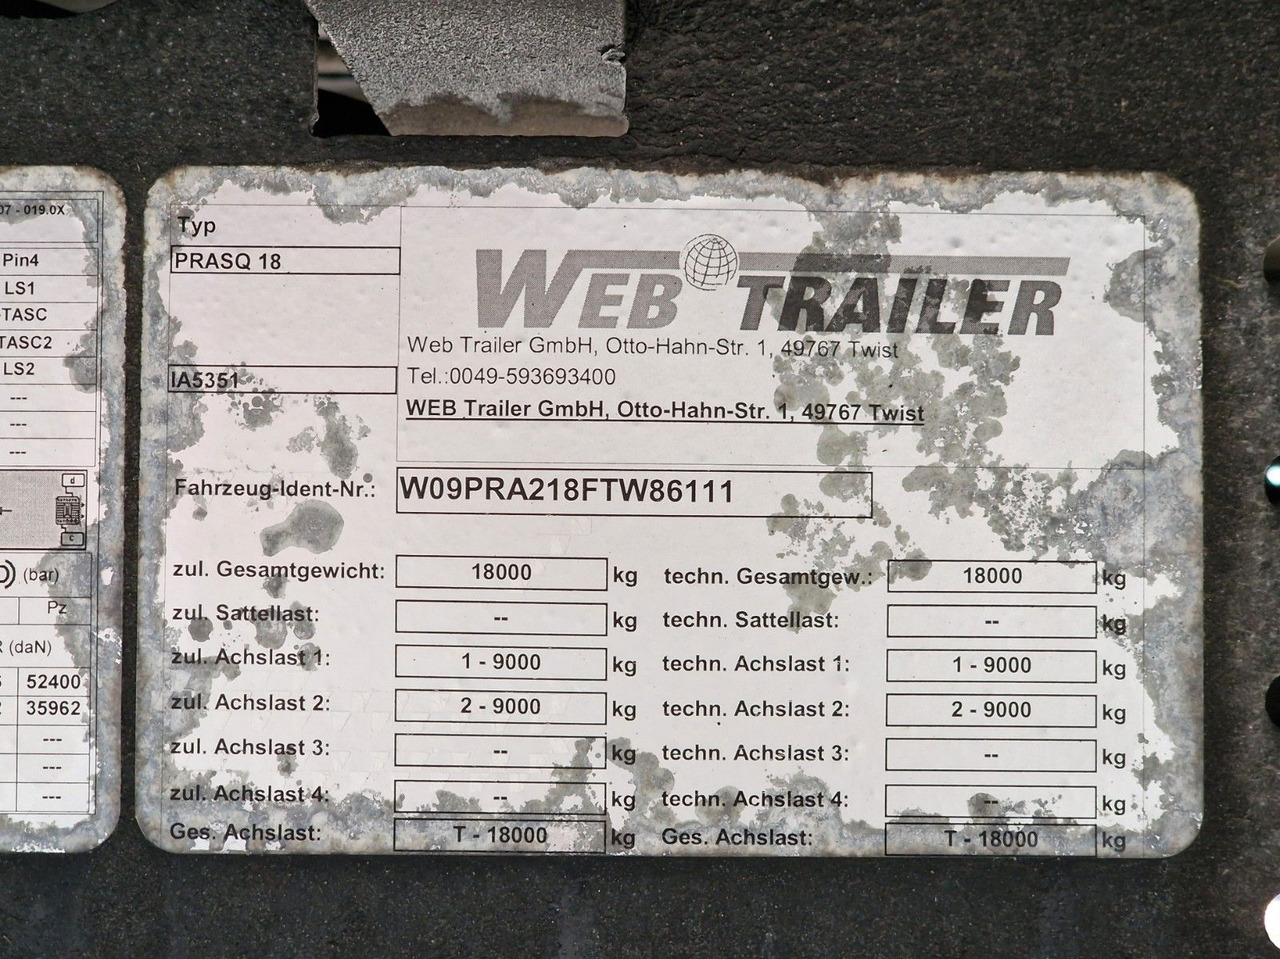 07 - 019.0X
Pin4
LS1
TASC
TASC2
LS2
---
---
---
d
c
(bar)
Pz
(daN)
52400
35962
---
---
---
Typ
PRASQ 18
WEB TRAILER
Web Trailer GmbH, Otto-Hahn-Str. 1, 49767 Twist
IA5351
Tel.:0049-593693400
WEB Trailer GmbH, Otto-Hahn-Str. 1, 49767 Twist
Fahrzeug-Ident-Nr.: W09PRA218FTW86111
zul. Gesamtgewicht: 18000 kg techn. Gesamtgew.: 18000 kg
zul. Sattellast: -- kg techn. Sattellast: -- kg
zul. Achslast 1: 1 - 9000 kg techn. Achslast 1: 1 - 9000 kg
zul. Achslast 2: 2 - 9000 kg techn. Achslast 2: 2 - 9000 kg
zul. Achslast 3: -- kg techn. Achslast 3: -- kg
zul. Achslast 4: -- kg techn. Achslast 4: -- kg
Ges. Achslast: T - 18000 kg Ges. Achslast: T - 18000 kg